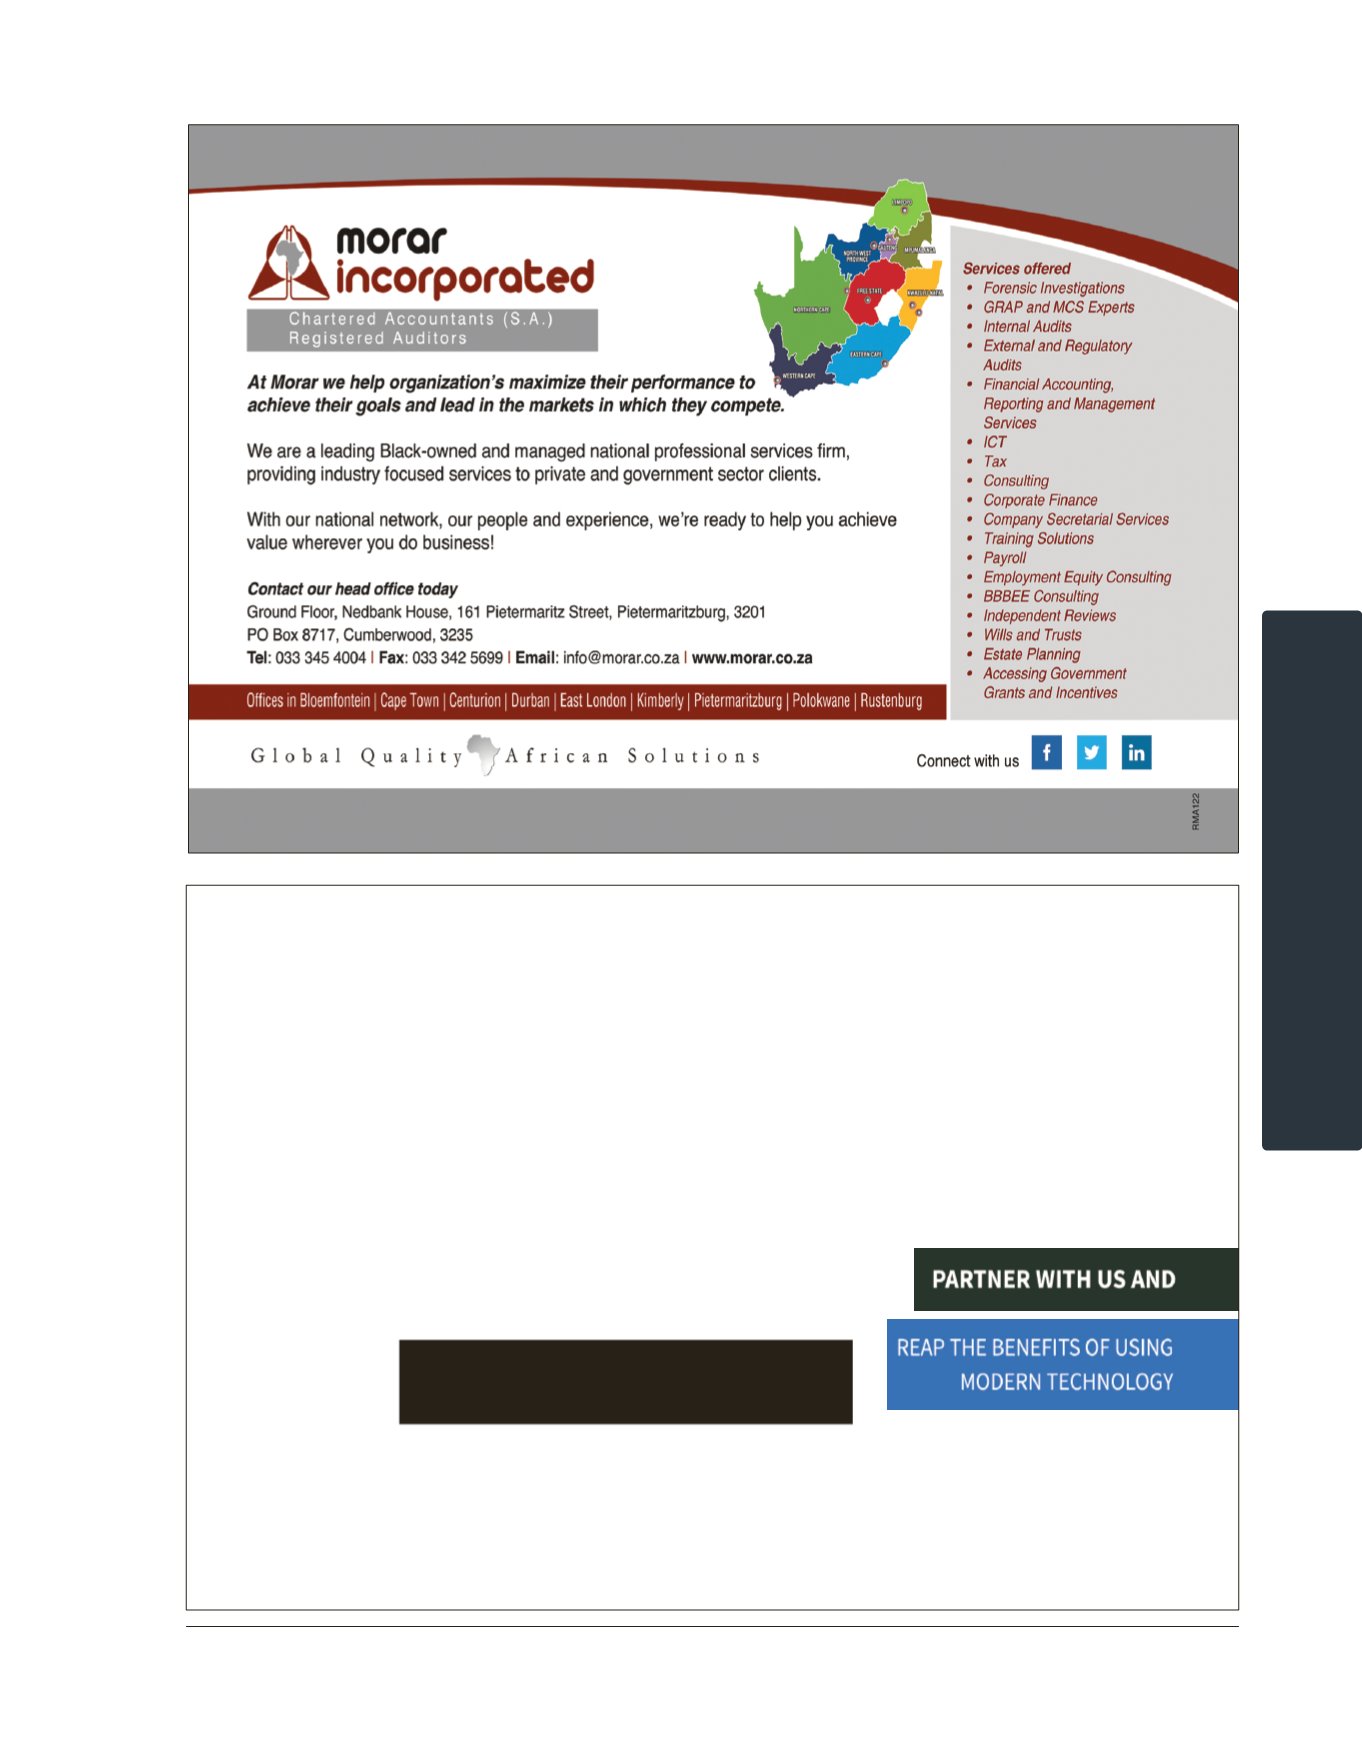 morar
incorporated
Chartered Accountants (S.A.)
Registered Auditors
At Morar we help organization's maximize their performance to
achieve their goals and lead in the markets in which they compete.
We are a leading Black-owned and managed national professional services firm,
providing industry focused services to private and government sector clients.
With our national network, our people and experience, we're ready to help you achieve
value wherever you do business!
Contact our head office today
Ground Floor, Nedbank House, 161 Pietermaritz Street, Pietermaritzburg, 3201
PO Box 8717, Cumberwood, 3235
Tel: 033 345 4004 | Fax: 033 342 5699 | Email: info@morar.co.za | www.morar.co.za
Offices in Bloemfontein | Cape Town | Centurion | Durban | East London | Kimberly | Pietermaritzburg | Polokwane | Rustenburg
LIMPOPO
MPUMALANGA
GAUTENG
NORTH WEST
PROVINCE
FREE STATE
KWAZULU NATAL
NORTHERN CAPE
EASTERN CAPE
WESTERN CAPE
Services offered
• Forensic Investigations
• GRAP and MCS Experts
• Internal Audits
• External and Regulatory
Audits
• Financial Accounting,
Reporting and Management
Services
• ICT
• Tax
• Consulting
• Corporate Finance
• Company Secretarial Services
• Training Solutions
• Payroll
• Employment Equity Consulting
• BBBEE Consulting
• Independent Reviews
• Wills and Trusts
• Estate Planning
• Accessing Government
Grants and Incentives
Global Quality African Solutions
Connect with us
RMA122
PARTNER WITH US AND
REAP THE BENEFITS OF USING
MODERN TECHNOLOGY